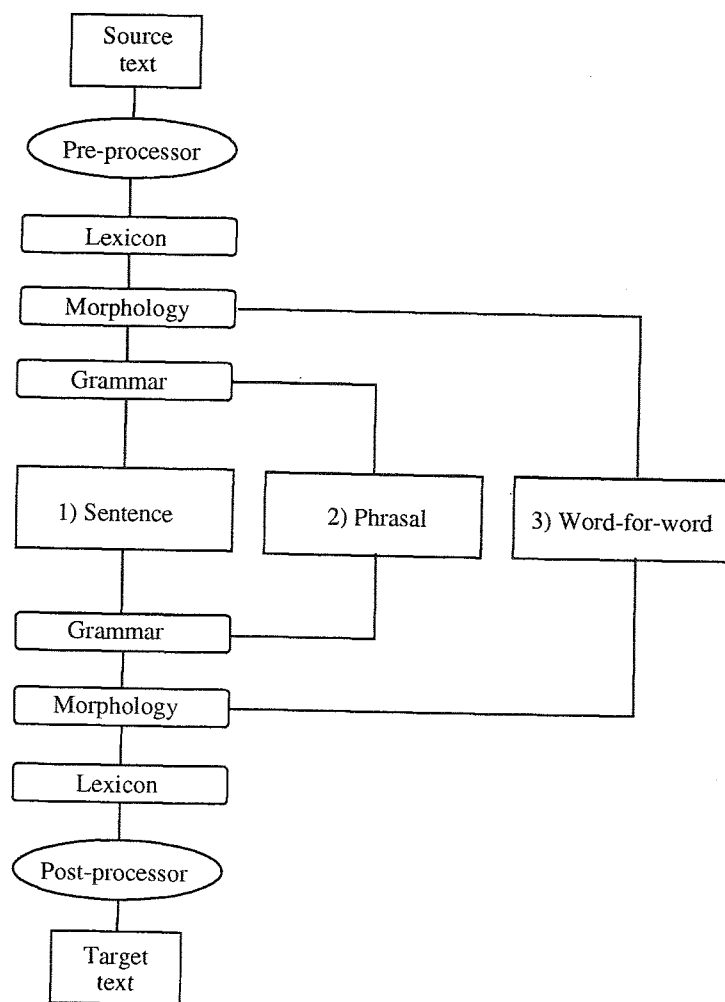 Source
text
Pre-processor
Lexicon
Morphology
Grammar
1) Sentence
2) Phrasal
3) Word-for-word
Grammar
Morphology
Lexicon
Post-processor
Target
text